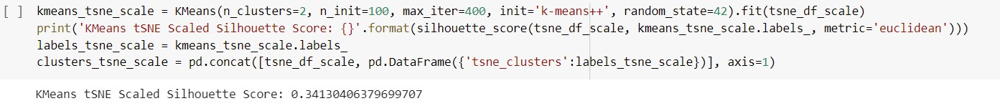 [ ] kmeans_tsne_scale = KMeans(n_clusters=2, n_init=100, max_iter=400, init='k-means++', random_state=42).fit(tsne_df_scale)
print('KMeans tSNE Scaled Silhouette Score: {}'.format(silhouette_score(tsne_df_scale, kmeans_tsne_scale.labels_, metric='euclidean')))
labels_tsne_scale = kmeans_tsne_scale.labels_
clusters_tsne_scale = pd.concat([tsne_df_scale, pd.DataFrame({'tsne_clusters':labels_tsne_scale})], axis=1)
KMeans tSNE Scaled Silhouette Score: 0.34130406379699707